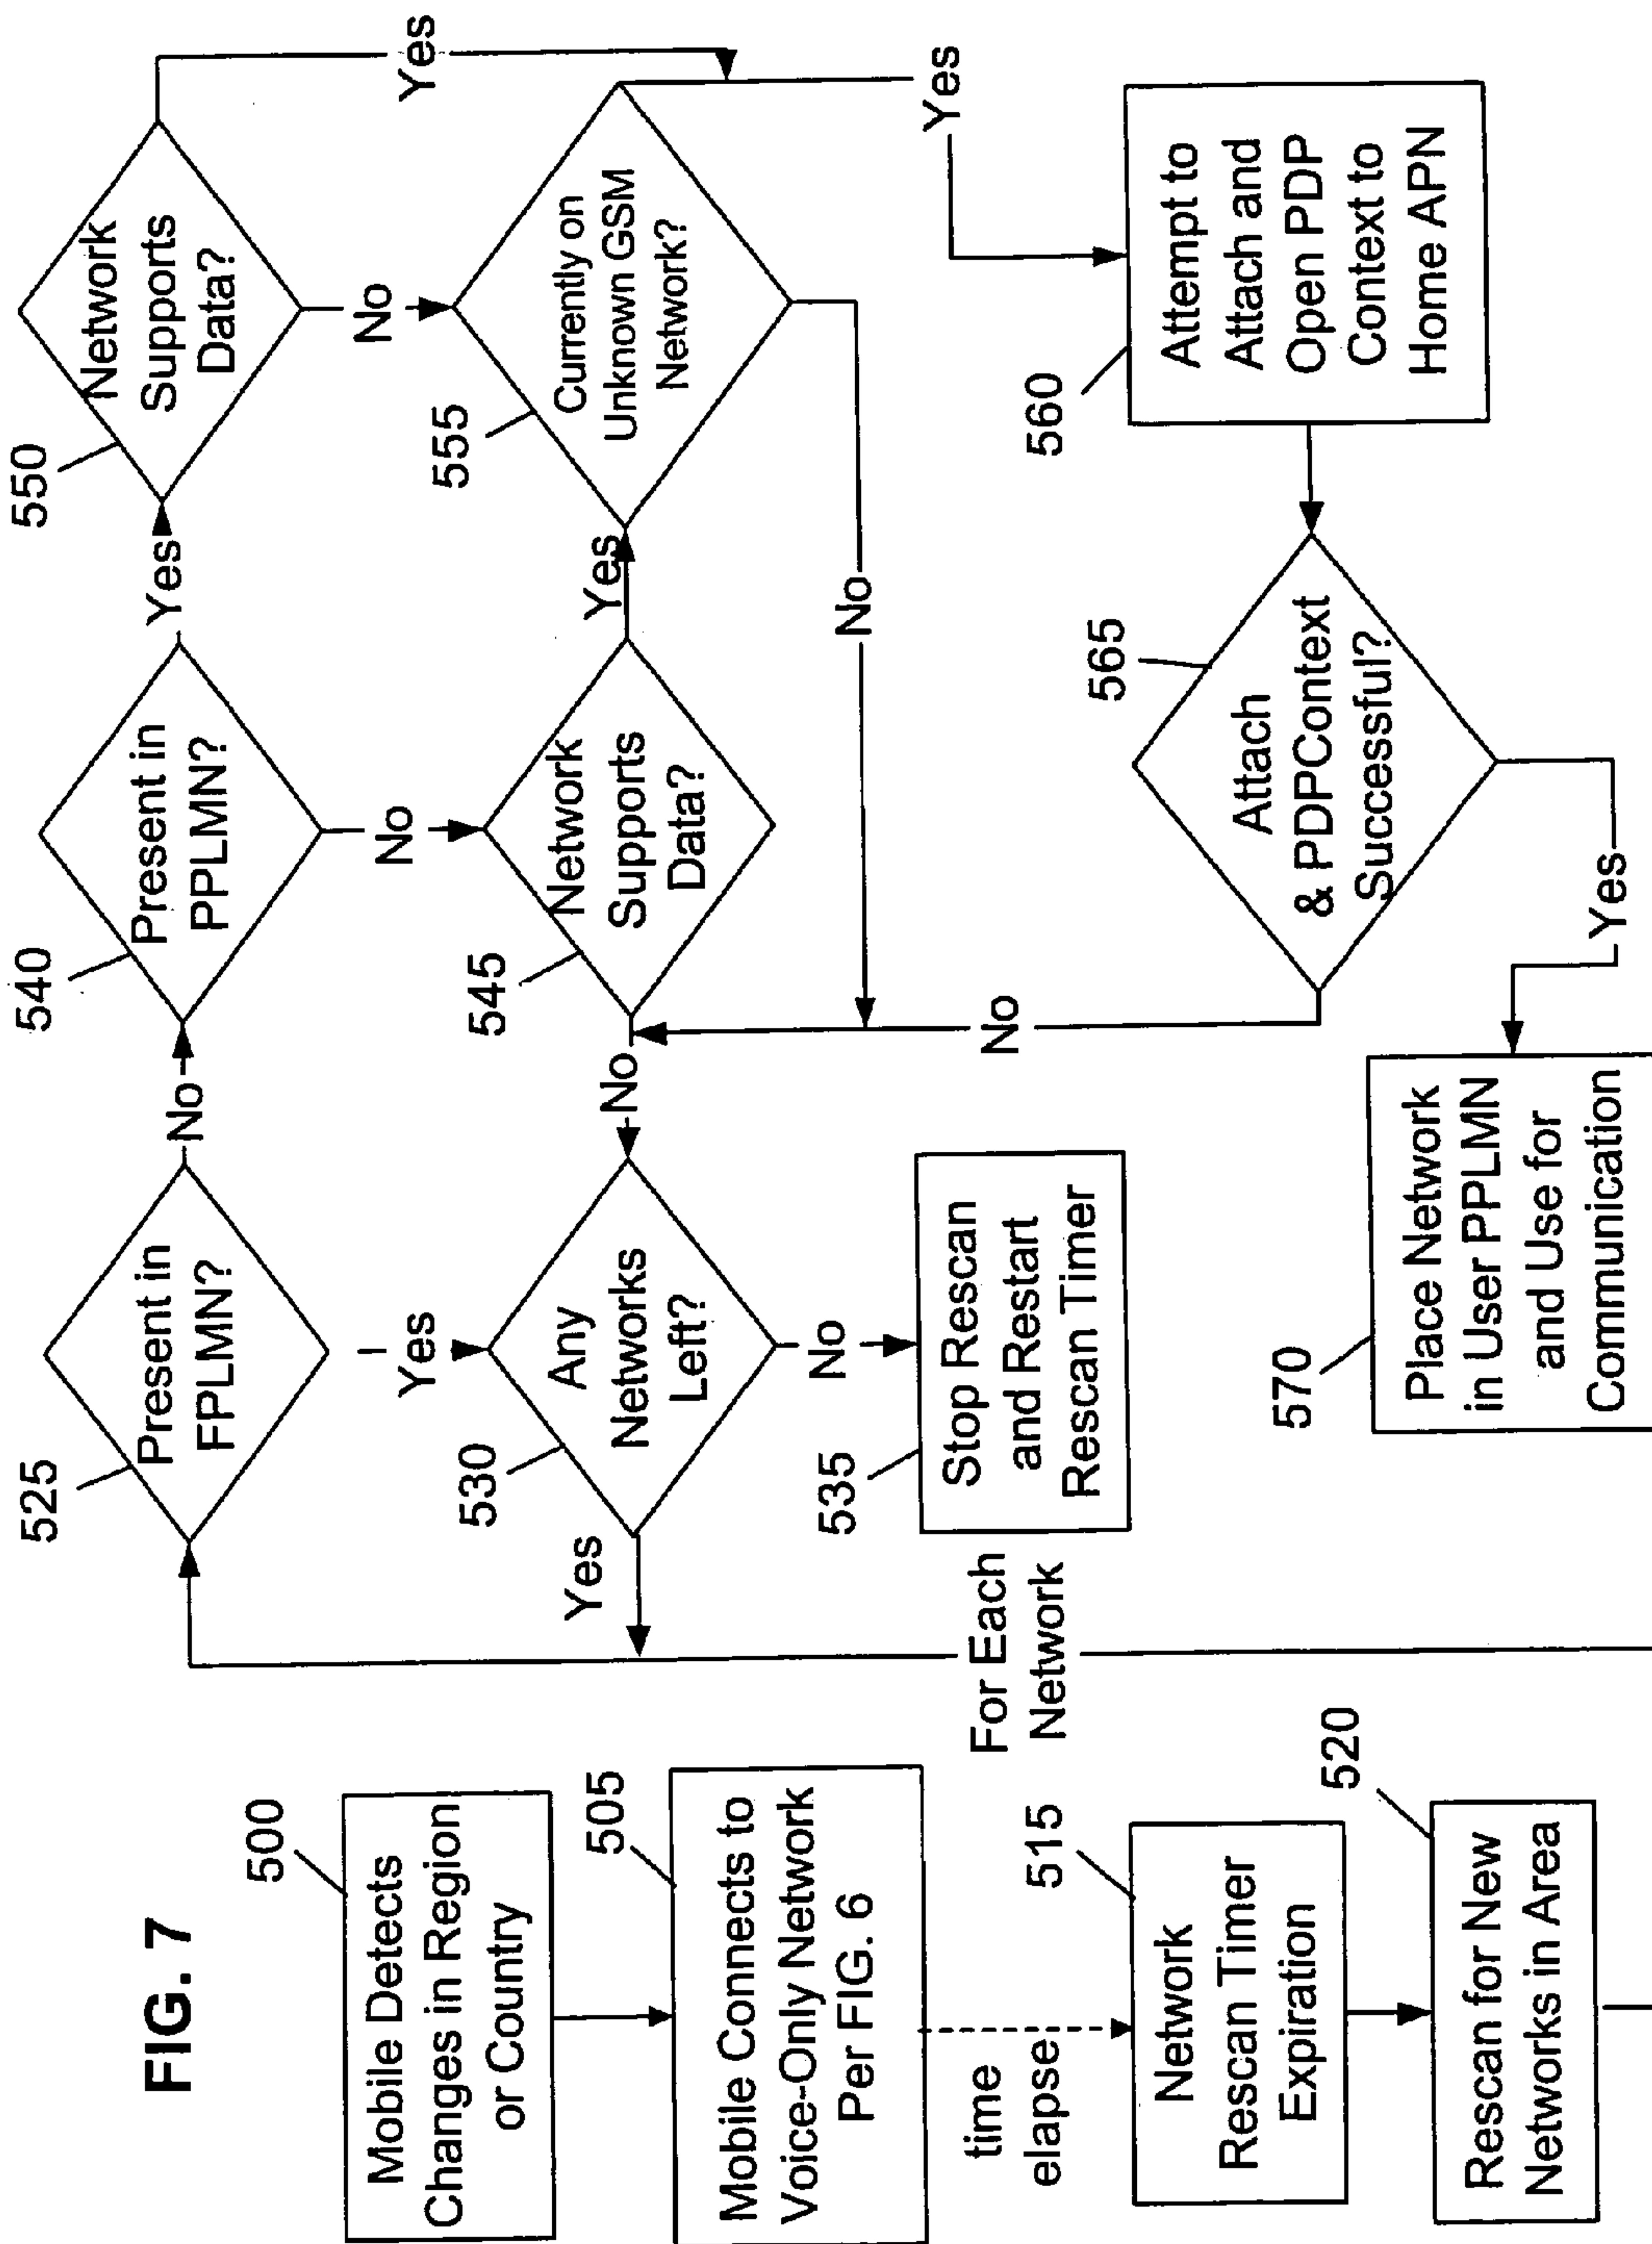 FIG. 7
500
Mobile Detects
Changes in Region
or Country
505
Mobile Connects to
Voice-Only Network
Per FIG. 6
time
elapse
515
Network
Rescan Timer
Expiration
520
Rescan for New
Networks in Area
For Each
Network
525
Present in
FPLMN?
No
Yes
530
Any
Networks
Left?
Yes
No
535
Stop Rescan
and Restart
Rescan Timer
540
Present in
PPLMN?
Yes
No
545
Network
Supports
Data?
No
Yes
550
Network
Supports
Data?
Yes
No
555
Currently on
Unknown GSM
Network?
Yes
No
560
Attempt to
Attach and
Open PDP
Context to
Home APN
565
Attach
& PDPContext
Successful?
No
Yes
570
Place Network
in User PPLMN
and Use for
Communication